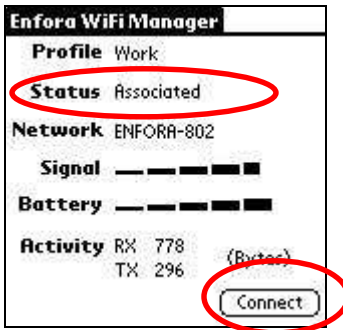 Enfora WiFi Manager
Profile Work
Status Associated
Network ENFORA-802
Signal
Battery
Activity RX 778 (Bytes)
TX 296
Connect